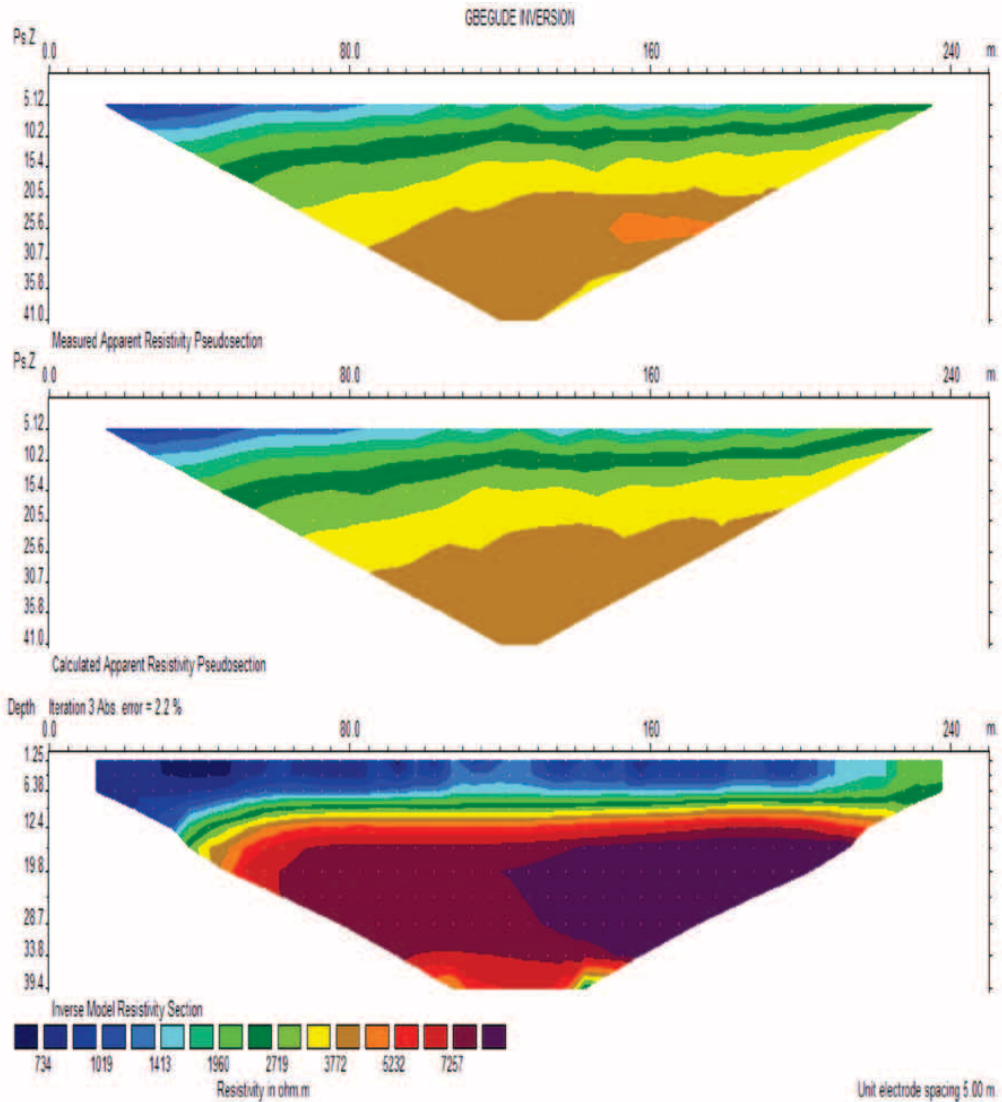 GBEGUDE INVERSION
Ps.Z 0.0 80.0 160 240 m.
5.12
10.2
15.4
20.5
25.6
30.7
35.8
41.0
Measured Apparent Resistivity Pseudosection
Ps.Z 0.0 80.0 160 240 m.
5.12
10.2
15.4
20.5
25.6
30.7
35.8
41.0
Calculated Apparent Resistivity Pseudosection
Depth Iteration 3 Abs. error = 2.2 %
0.0 80.0 160 240 m.
1.25
6.38
12.4
19.8
28.7
33.8
39.4
Inverse Model Resistivity Section
734 1019 1413 1960 2719 3772 5232 7257
Resistivity in ohm.m
Unit electrode spacing 5.00 m.